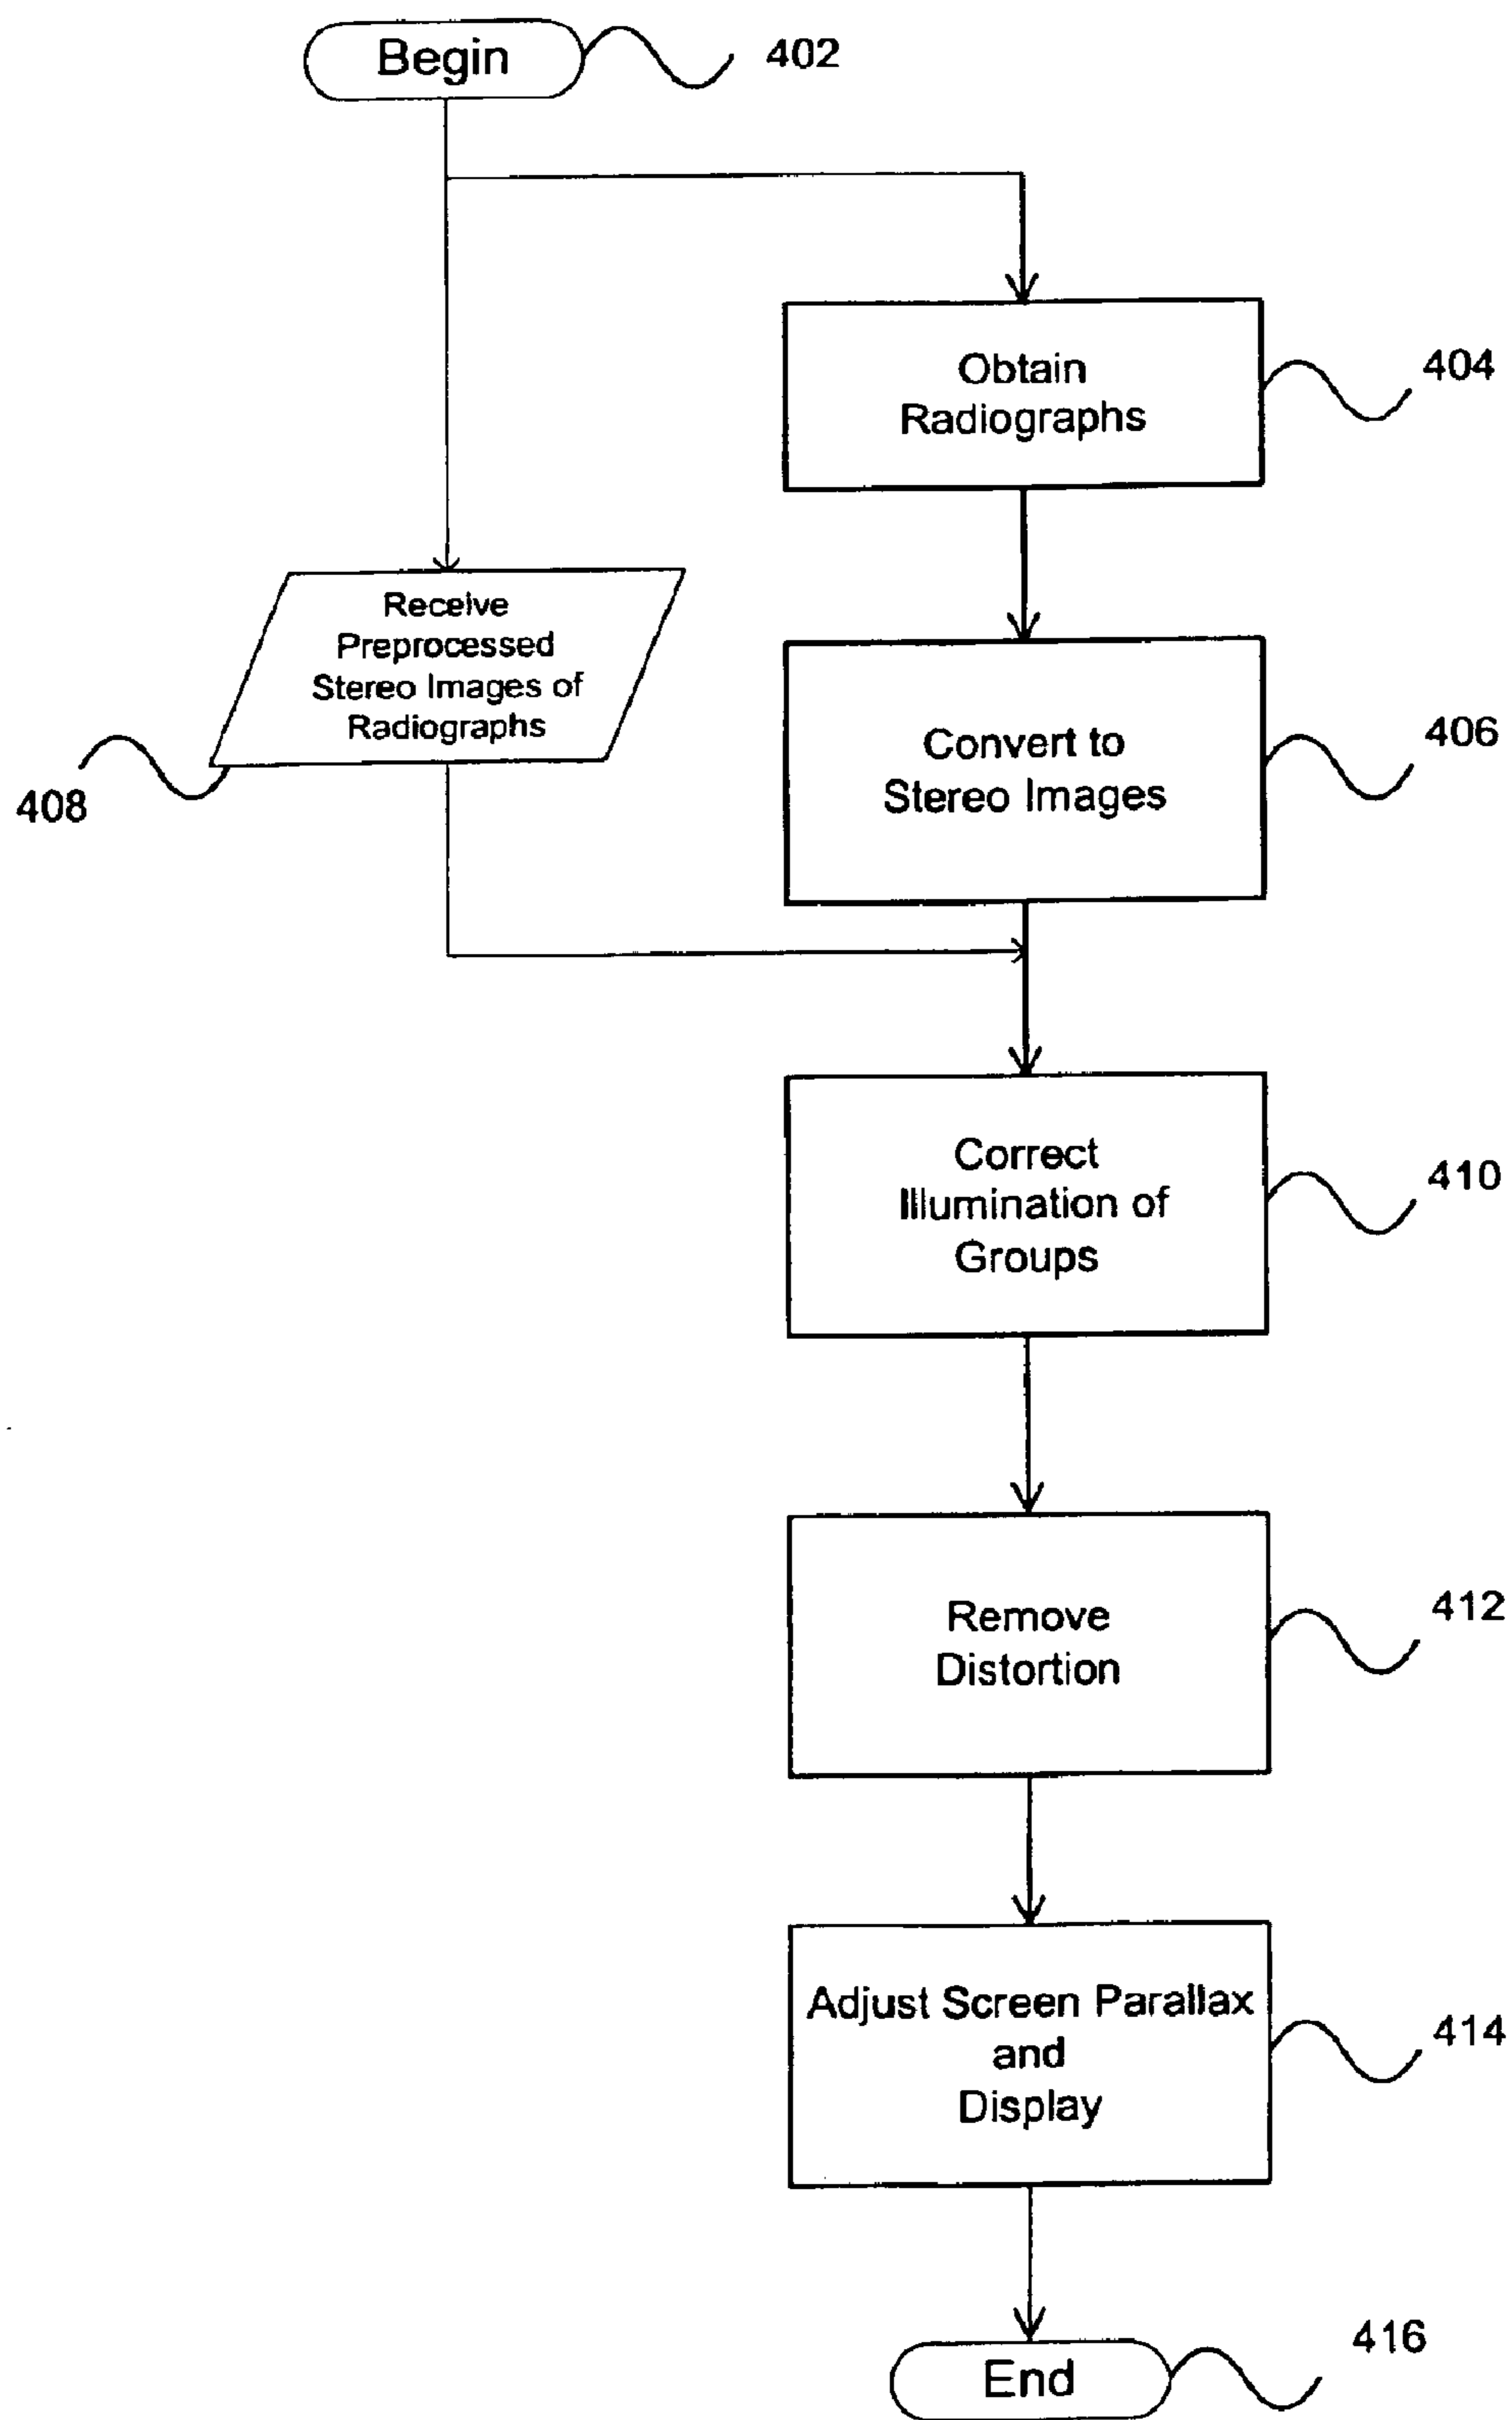 Begin
402
Obtain
Radiographs
404
Receive
Preprocessed
Stereo Images of
Radiographs
408
Convert to
Stereo Images
406
Correct
Illumination of
Groups
410
Remove
Distortion
412
Adjust Screen Parallax
and
Display
414
End
416